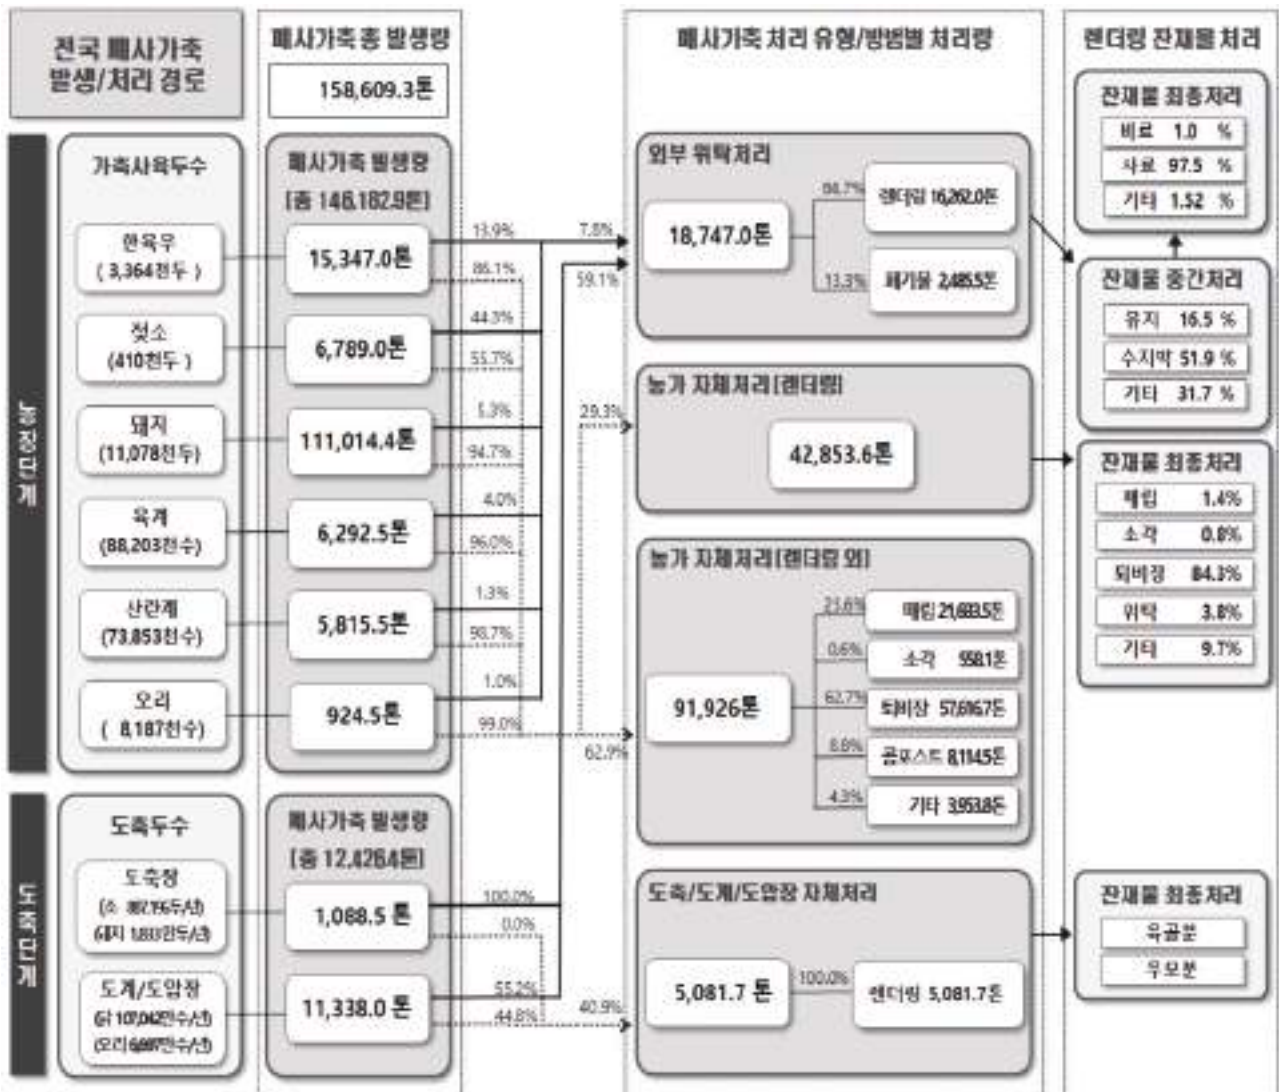 전국 폐사가축
발생/처리 경로
폐사가축 총 발생량
158,609.3톤
폐사가축 처리 유형/방법별 처리량
렌더링 잔재물 처리
농장단계
가축사육두수
한육우
( 3,364천두 )
젖소
(410천두 )
돼지
(11,078천두)
육계
(88,203천수)
산란계
(73,853천수)
오리
( 8,187천수)
폐사가축 발생량
[총 146,182.9톤]
15,347.0톤
6,789.0톤
111,014.4톤
6,292.5톤
5,815.5톤
924.5톤
13.9%
86.1%
44.3%
55.7%
5.3%
94.7%
4.0%
96.0%
1.3%
98.7%
1.0%
99.0%
7.8%
59.1%
29.3%
62.9%
외부 위탁처리
18,747.0톤
렌더링 16,262.0톤
13.3%
폐기물 2,485.5톤
농가 자체처리[렌더링]
42,853.6톤
농가 자체처리[렌더링 외]
91,926톤
매립
0.6%
소각 558.1톤
62.7%
퇴비장 57,616.7톤
8.8%
콤포스트 8,114.5톤
4.3%
기타 3,953.8톤
잔재물 최종처리
비료 1.0 %
사료 97.5 %
기타 1.52 %
잔재물 중간처리
유지 16.5 %
수지박 51.9 %
기타 31.7 %
잔재물 최종처리
매립 1.4%
소각 0.8%
퇴비장 84.3%
위탁 3.8%
기타 9.7%
도축단계
도축두수
도축장
도계/도압장
폐사가축 발생량
[총 12,426.4톤]
1,088.5 톤
11,338.0 톤
100.0%
0.0%
55.2%
44.8%
40.9%
도축/도계/도압장 자체처리
5,081.7 톤
100.0%
렌더링 5,081.7톤
잔재물 최종처리
육골분
우모분